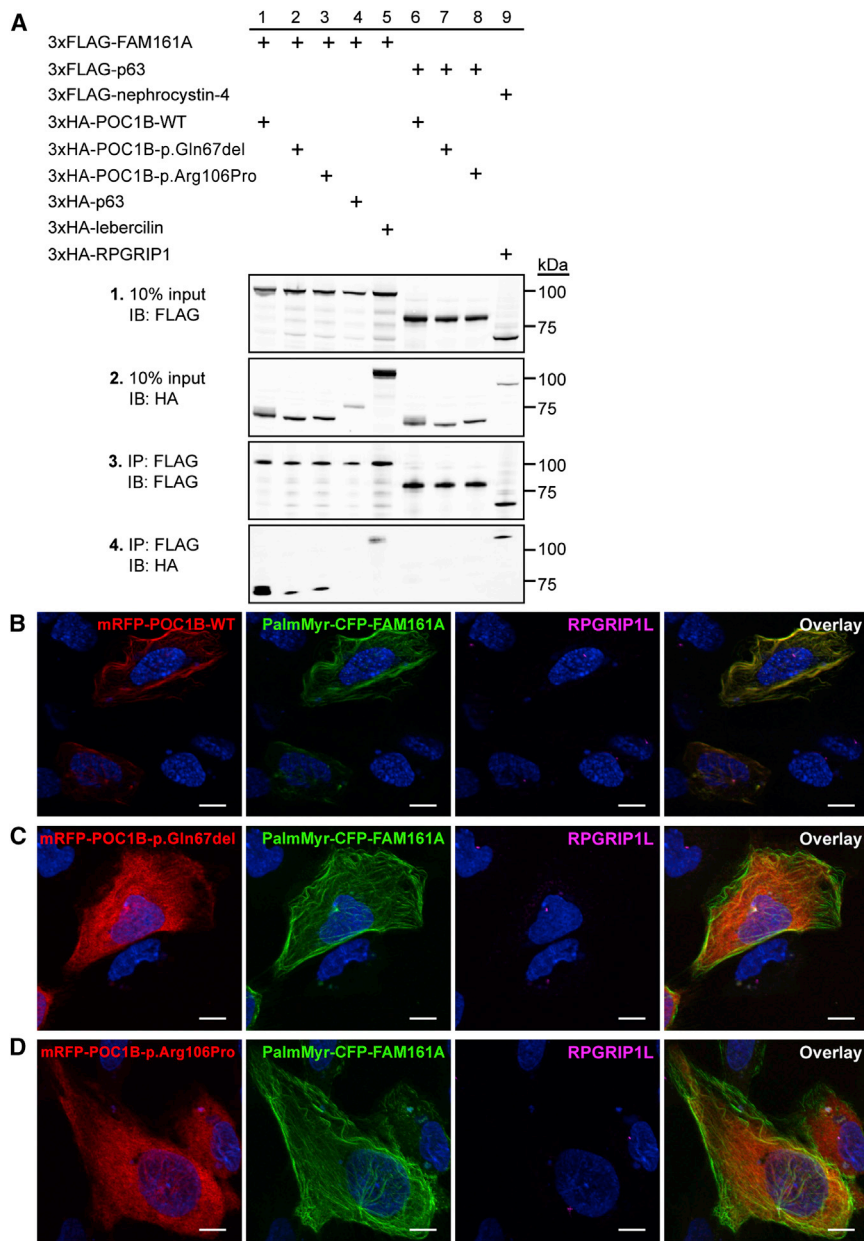 A
1 2 3 4 5 6 7 8 9
3xFLAG-FAM161A + + + + +
3xFLAG-p63 + + +
3xFLAG-nephrocystin-4 +
3xHA-POC1B-WT + +
3xHA-POC1B-p.Gln67del + +
3xHA-POC1B-p.Arg106Pro + +
3xHA-p63 +
3xHA-lebercilin +
3xHA-RPGRIP1 +
kDa
1. 10% input
IB: FLAG
100
75
2. 10% input
IB: HA
100
75
3. IP: FLAG
IB: FLAG
100
75
4. IP: FLAG
IB: HA
100
75
B
mRFP-POC1B-WT PalmMyr-CFP-FAM161A RPGRIP1L Overlay
C
mRFP-POC1B-p.Gln67del PalmMyr-CFP-FAM161A RPGRIP1L Overlay
D
mRFP-POC1B-p.Arg106Pro PalmMyr-CFP-FAM161A RPGRIP1L Overlay